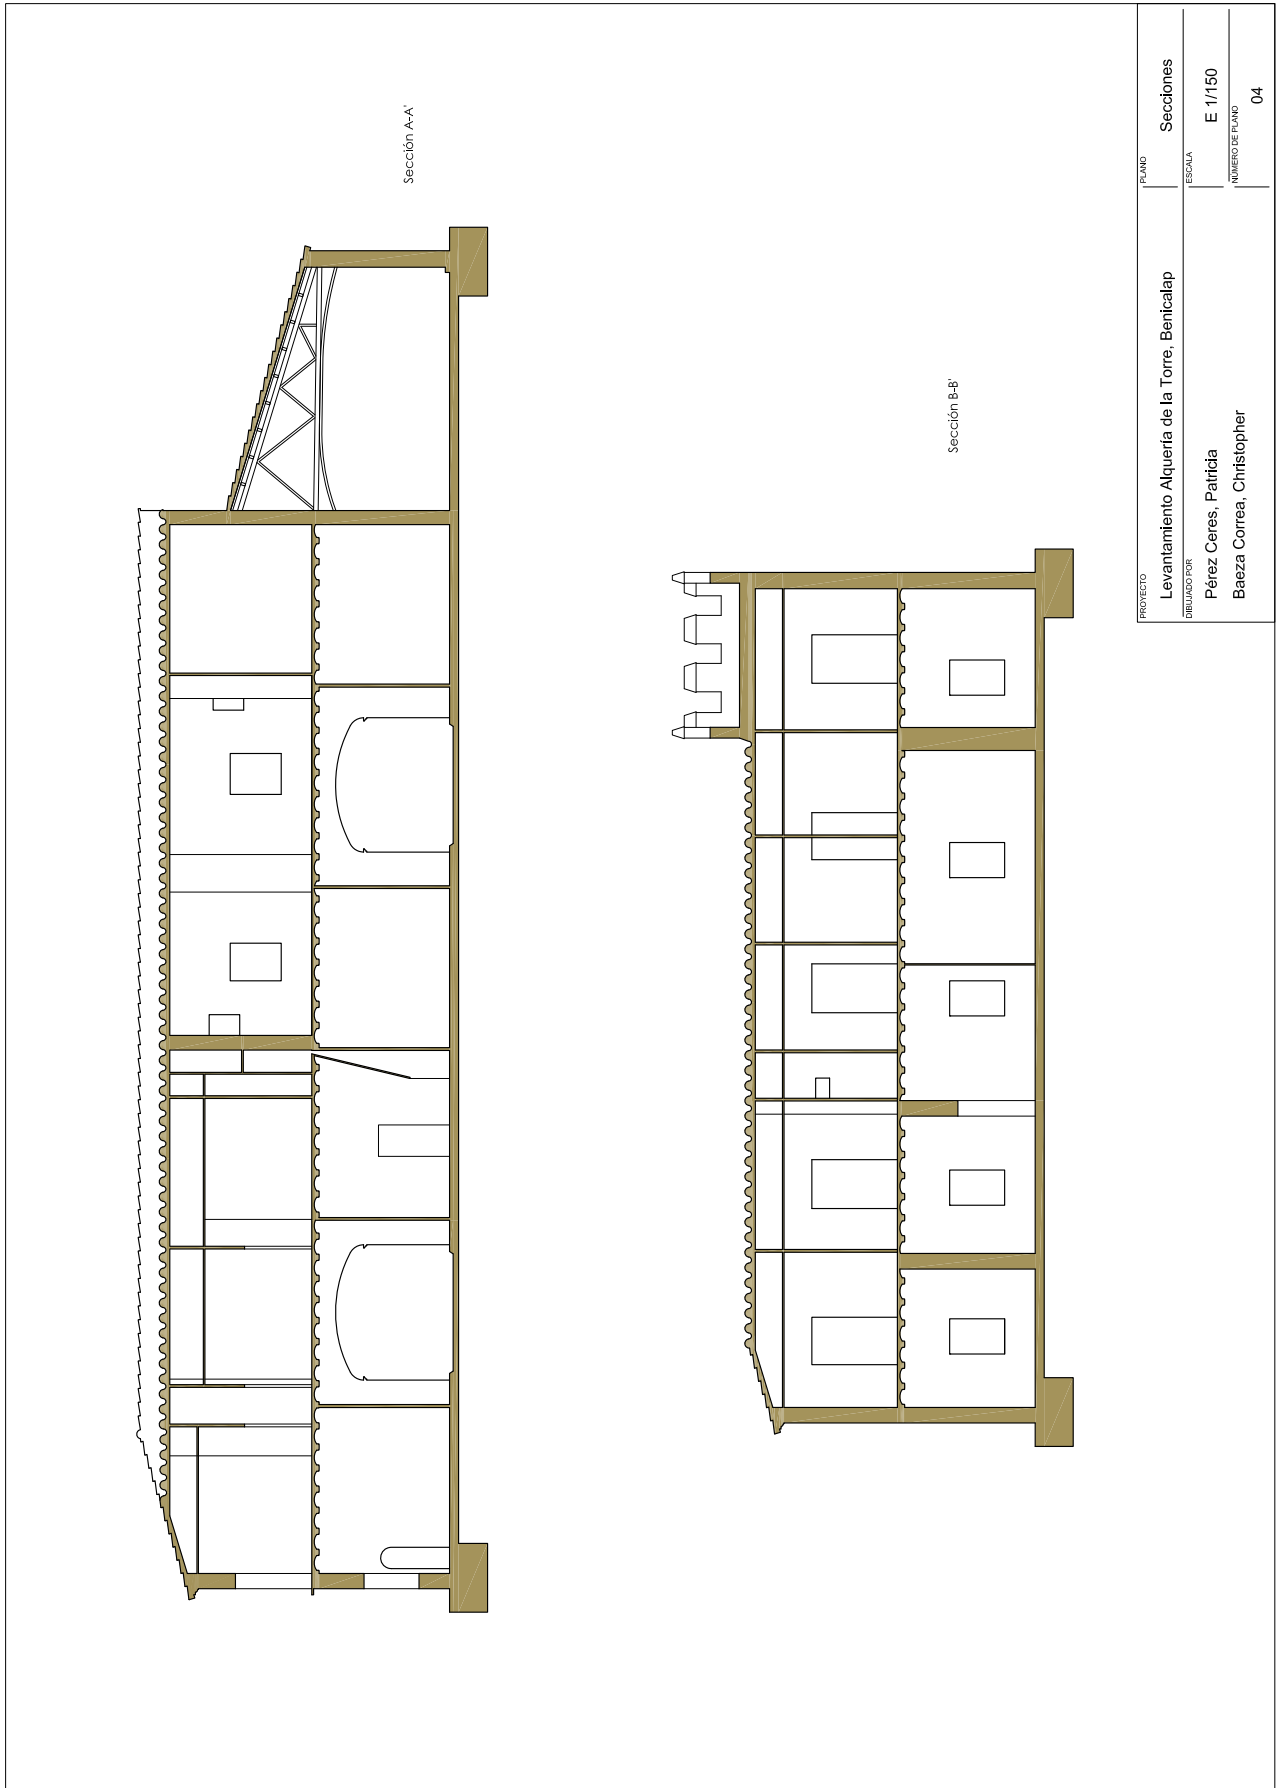 Sección A-A'
Sección B-B'
PROYECTO
Levantamiento Alquería de la Torre, Benicalap
PLANO
Secciones
DIBUJADO POR
Pérez Ceres, Patricia
Baeza Correa, Christopher
ESCALA
E 1/150
NÚMERO DE PLANO
04